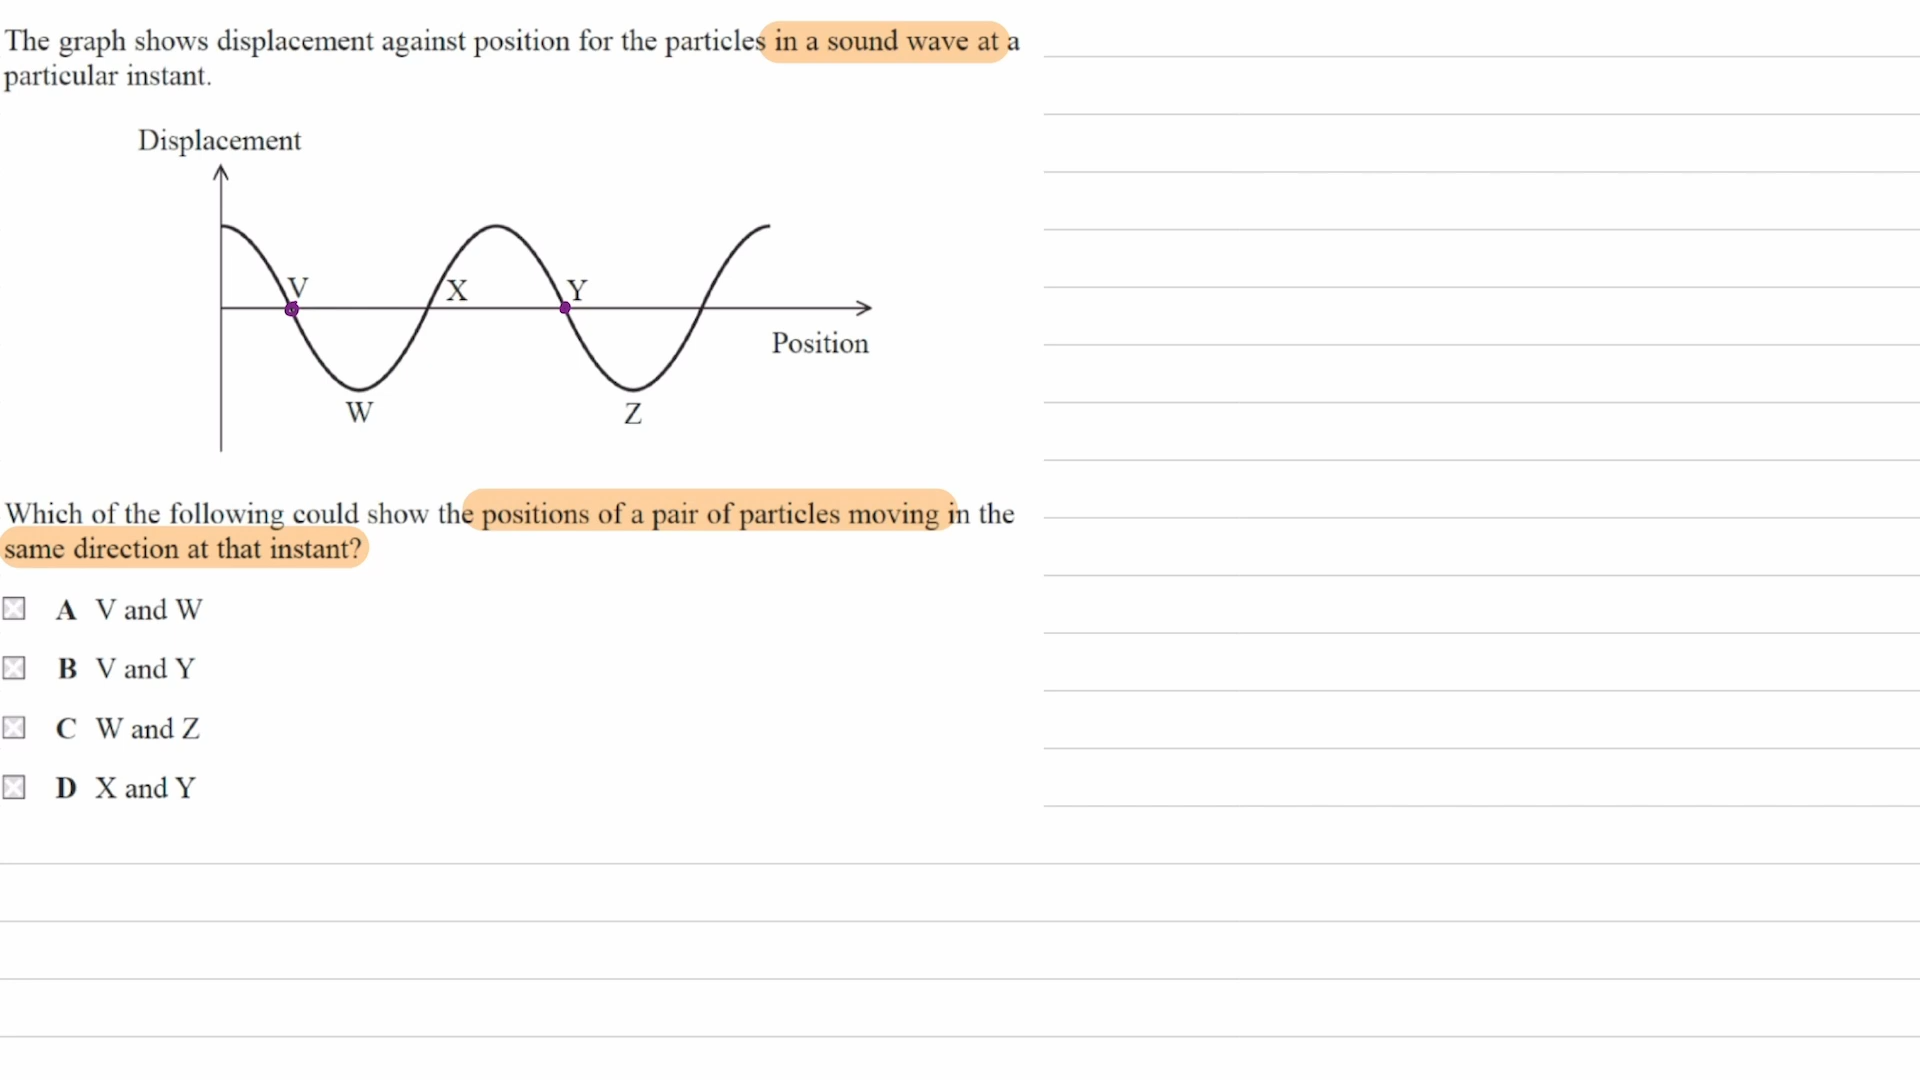 The graph shows displacement against position for the particles in a sound wave at a
particular instant.
Displacement
V
X
Y
Position
W
Z
Which of the following could show the positions of a pair of particles moving in the
same direction at that instant?
A V and W
B V and Y
C W and Z
D X and Y